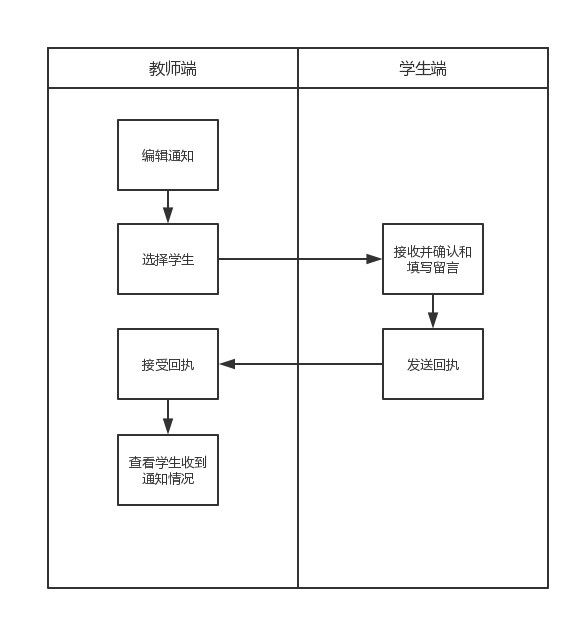 教师端
学生端
编辑通知
选择学生
接收并确认和
填写留言
接受回执
发送回执
查看学生收到
通知情况